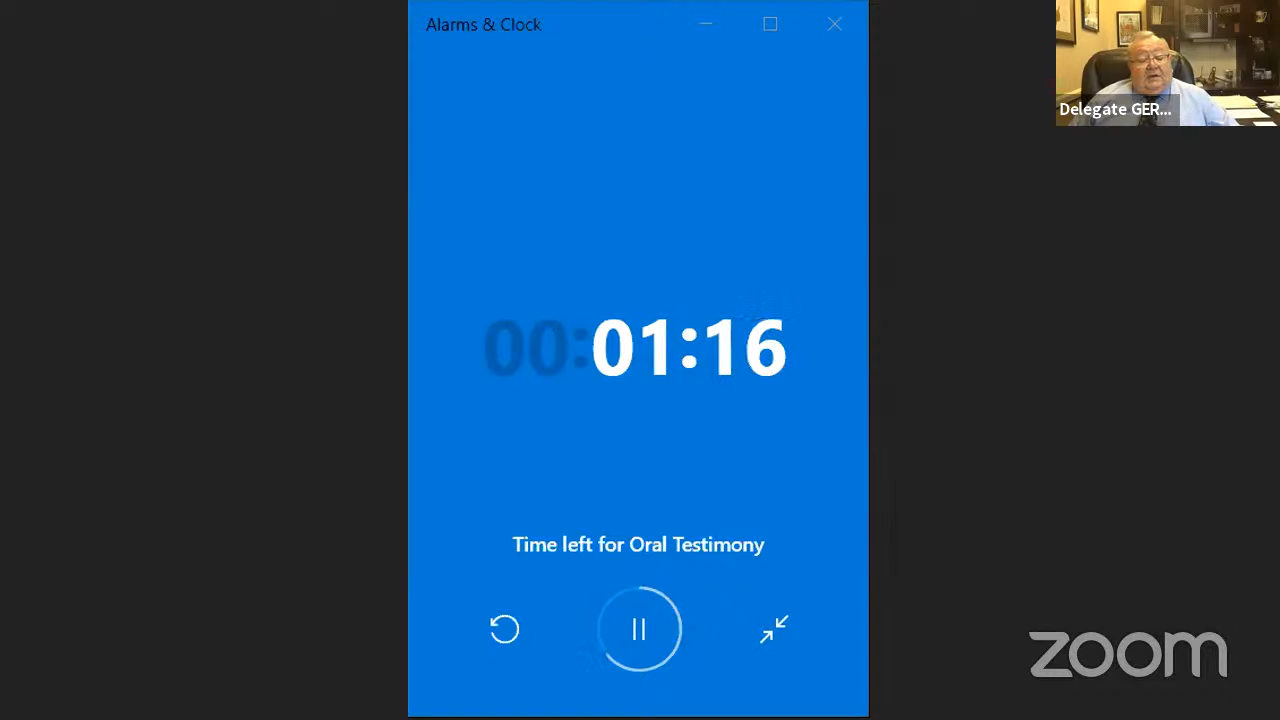 Alarms & Clock
Delegate GER...
00:01:16
Time left for Oral Testimony
zoom